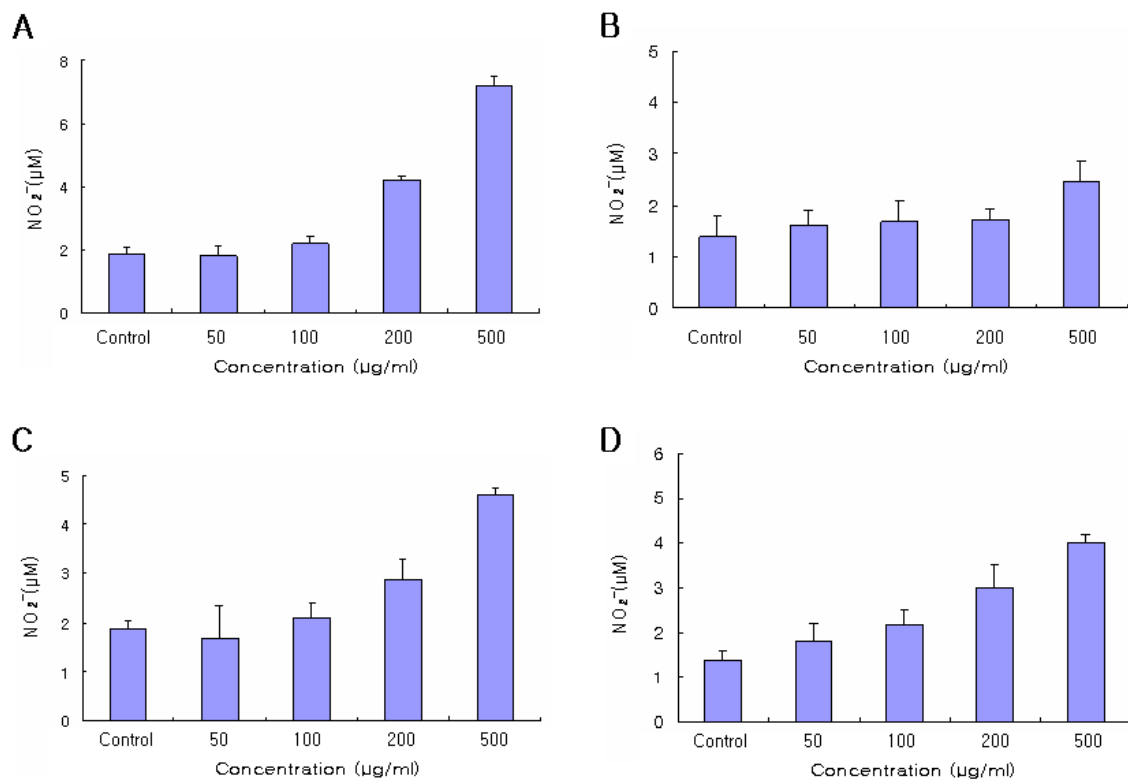 A
8
6
4
2
0
NO₂⁻(μM)
Control 50 100 200 500
Concentration (μg/ml)
B
5
4
3
2
1
0
NO₂⁻(μM)
Control 50 100 200 500
Concentration (μg/ml)
C
5
4
3
2
1
0
NO₂⁻(μM)
Control 50 100 200 500
Concentration (μg/ml)
D
6
5
4
3
2
1
0
NO₂⁻(μM)
Control 50 100 200 500
Concentration (μg/ml)